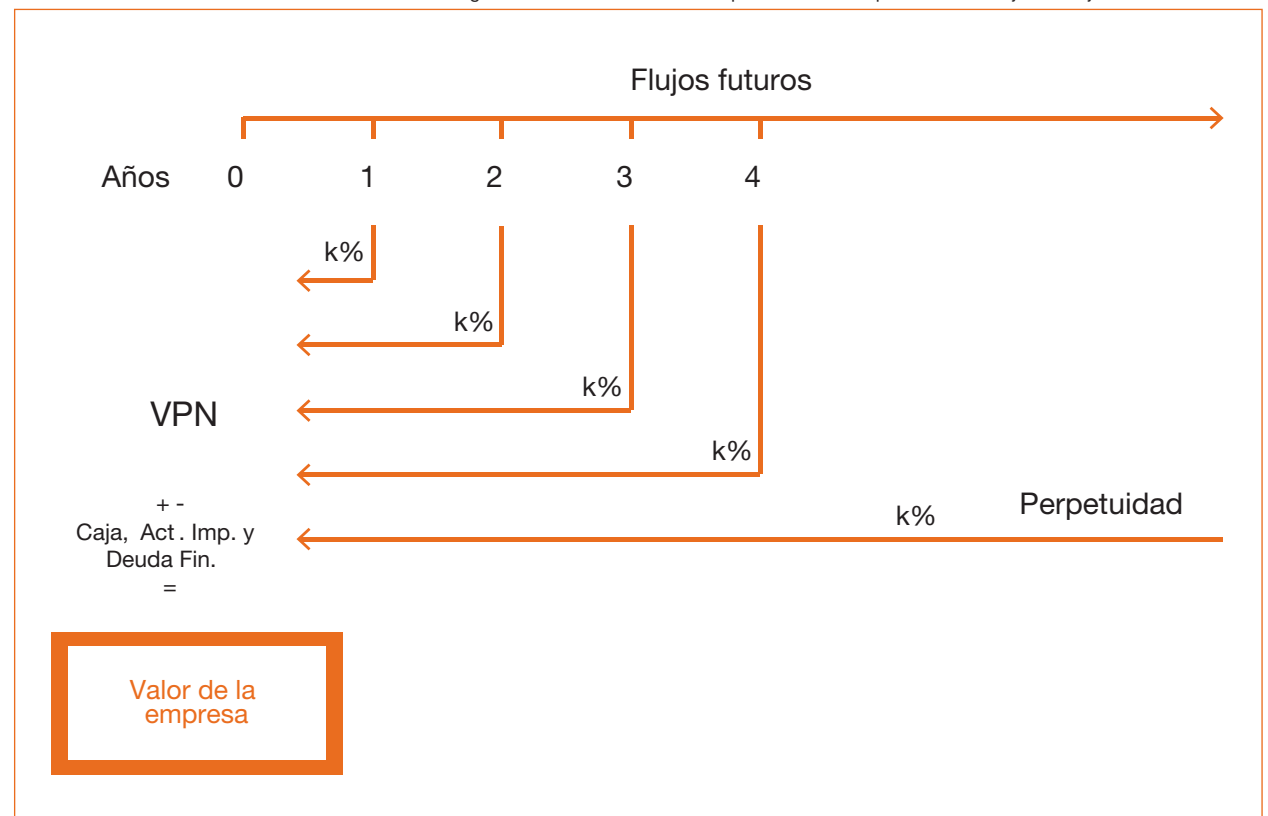 Flujos futuros
Años 0 1 2 3 4
k%
k%
k%
VPN
k%
+ -
Caja, Act . Imp. y
Deuda Fin.
=
k%
Perpetuidad
Valor de la
empresa